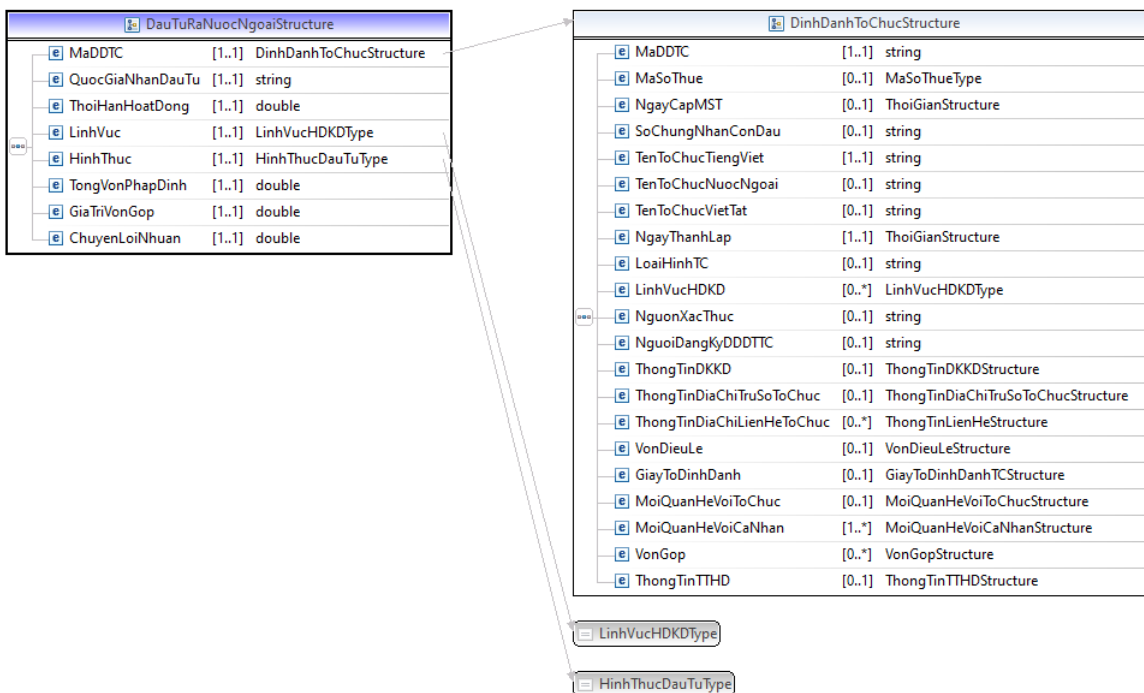 DauTuRaNuocNgoaiStructure
MaDDTC [1..1] DinhDanhToChucStructure
QuocGiaNhanDauTu [1..1] string
ThoiHanHoatDong [1..1] double
LinhVuc [1..1] LinhVucHDKDType
HinhThuc [1..1] HinhThucDauTuType
TongVonPhapDinh [1..1] double
GiaTriVonGop [1..1] double
ChuyenLoiNhuan [1..1] double
DinhDanhToChucStructure
MaDDTC [1..1] string
MaSoThue [0..1] MaSoThueType
NgayCapMST [0..1] ThoiGianStructure
SoChungNhanConDau [0..1] string
TenToChucTiengViet [1..1] string
TenToChucNuocNgoai [0..1] string
TenToChucVietTat [0..1] string
NgayThanhLap [1..1] ThoiGianStructure
LoaiHinhTC [0..1] string
LinhVucHDKD [0..*] LinhVucHDKDType
NguonXacThuc [0..1] string
NguoiDangKyDDDTTC [0..1] string
ThongTinDKKD [0..1] ThongTinDKKDStructure
ThongTinDiaChiTruSoToChuc [0..1] ThongTinDiaChiTruSoToChucStructure
ThongTinDiaChiLienHeToChuc [0..*] ThongTinLienHeStructure
VonDieuLe [0..1] VonDieuLeStructure
GiayToDinhDanh [0..1] GiayToDinhDanhTCStructure
MoiQuanHeVoiToChuc [0..1] MoiQuanHeVoiToChucStructure
MoiQuanHeVoiCaNhan [1..*] MoiQuanHeVoiCaNhanStructure
VonGop [0..*] VonGopStructure
ThongTinTTHD [0..1] ThongTinTTHDStructure
LinhVucHDKDType
HinhThucDauTuType